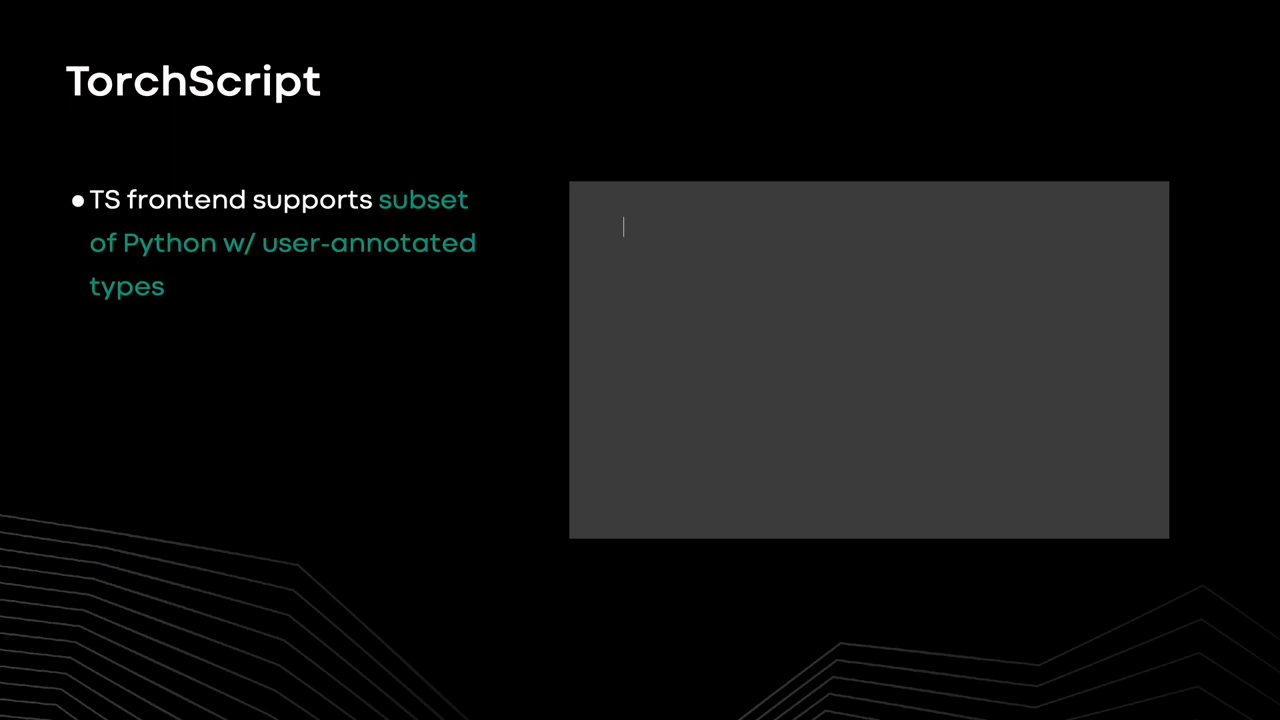 TorchScript
●TS frontend supports subset
of Python w/ user-annotated
types